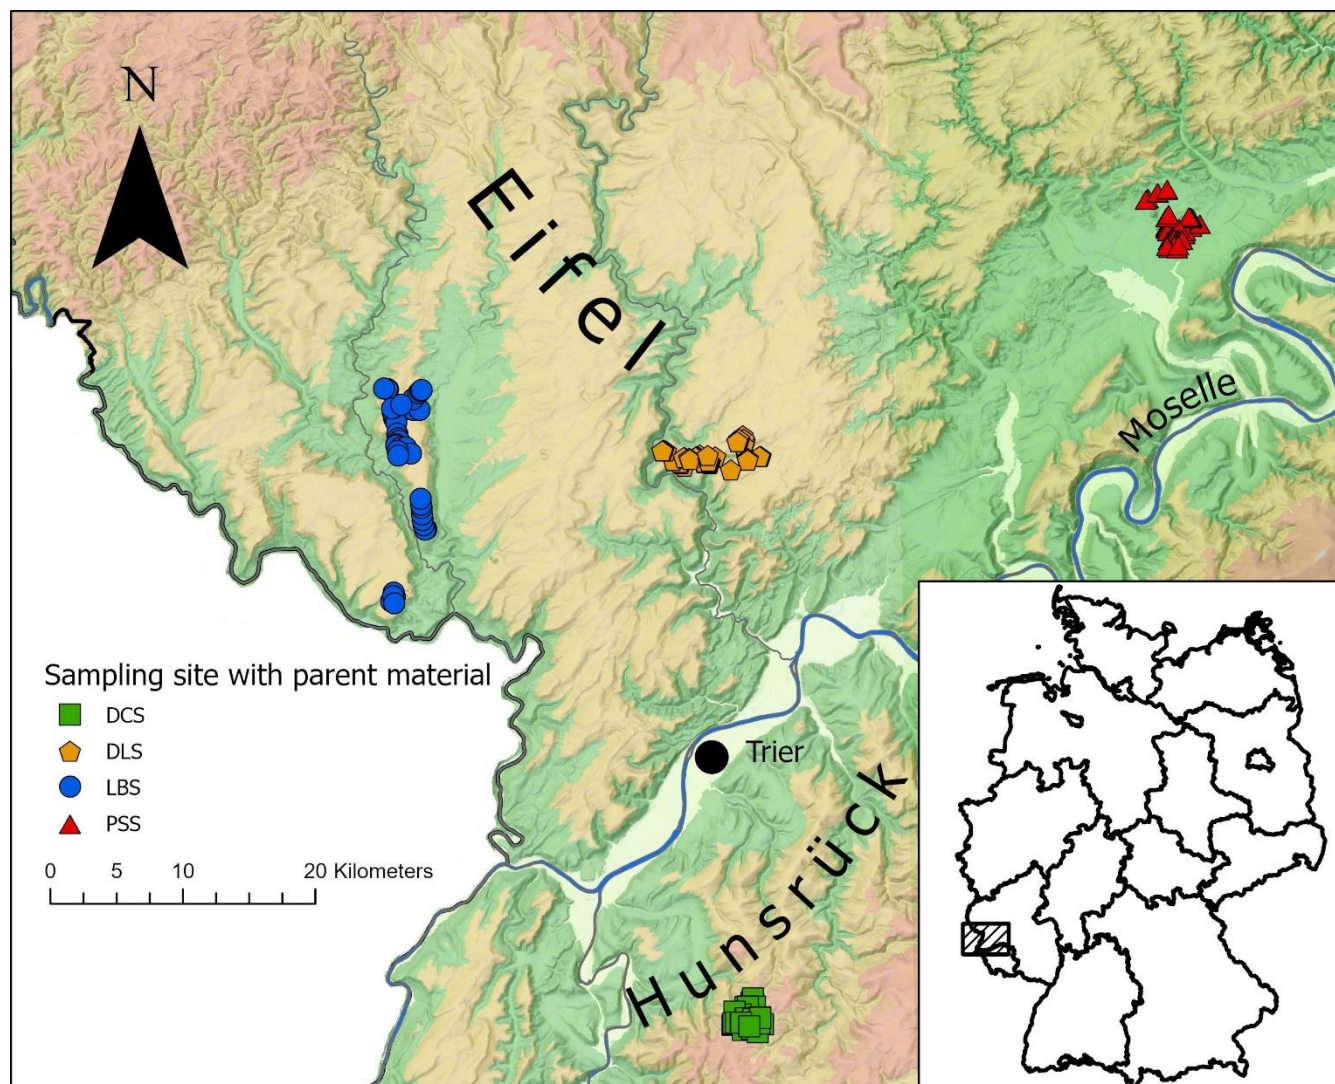 N
Eifel
Moselle
Sampling site with parent material
DCS
DLS
LBS
PSS
Trier
0 5 10 20 Kilometers
Hunsrück